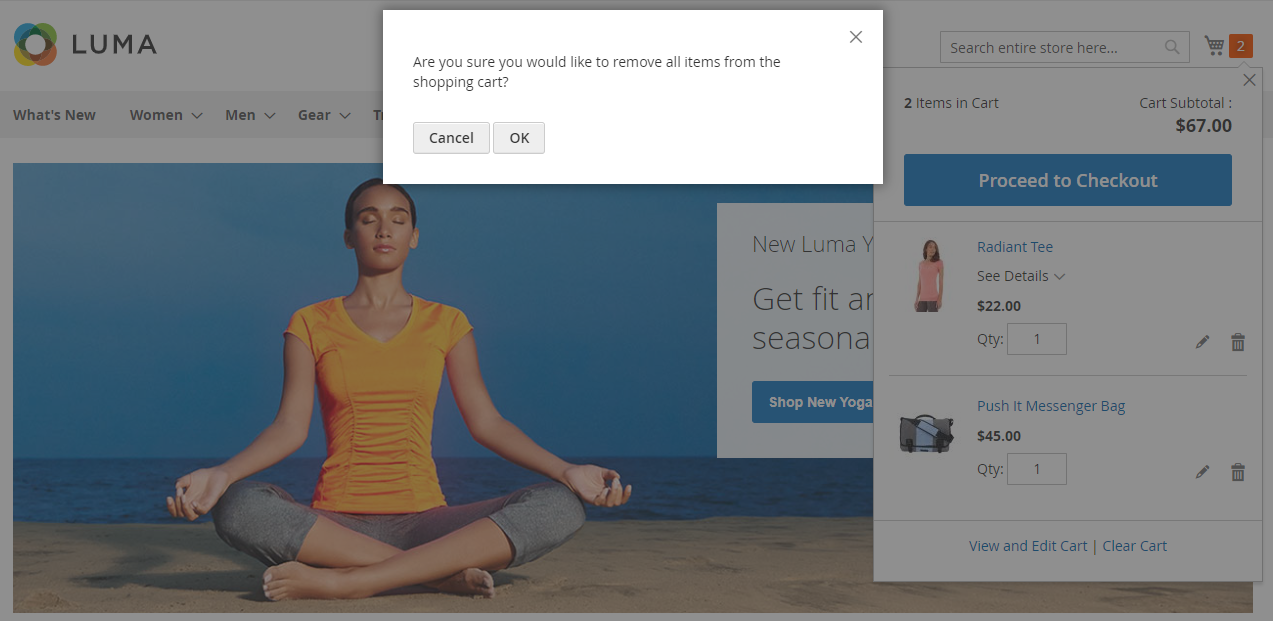 LUMA
Search entire store here...
2
What's New
Women
Men
Gear
Are you sure you would like to remove all items from the
shopping cart?
Cancel
OK
2 Items in Cart
Cart Subtotal :
$67.00
Proceed to Checkout
New Luma Y
Get fit
seasona
Shop New Yoga
Radiant Tee
See Details
$22.00
Qty: 1
Push It Messenger Bag
$45.00
Qty: 1
View and Edit Cart | Clear Cart